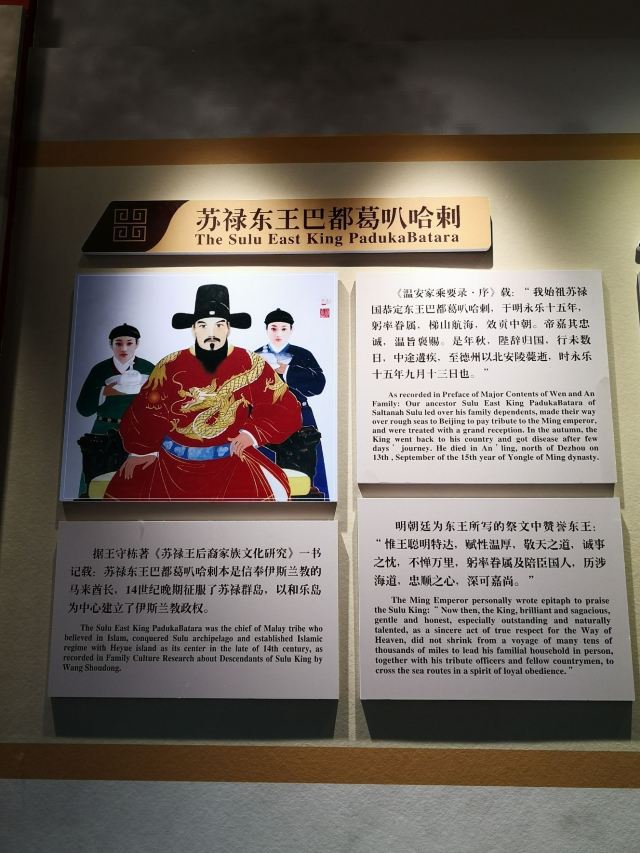 苏禄东王巴都葛叭哈剌
The Sulu East King PadukaBatara
《温安家乘要录·序》载：“我始祖苏禄
国恭定东王巴都葛叭哈剌，于明永乐十五年，
躬率眷属，梯山航海，效贡中朝。帝嘉其忠
诚，温旨褒赐。是年秋，陛辞归国，行未数
日，中途遘疾，至德州以北安陵薨逝，时永乐
十五年九月十三日也。”
As recorded in Preface of Major Contents of Wen and An
Family: Our ancestor Sulu East King PadukaBatara of
Saltanah Sulu led over his family dependents, made their way
over rough seas to Beijing to pay tribute to the Ming emperor,
and were treated with a grand reception. In the autumn, the
King went back to his country and got disease after few
days' journey. He died in An'ling, north of Dezhou on
13th , September of the 15th year of Yongle of Ming dynasty.
据王守栋著《苏禄王后裔家族文化研究》一书
记载：苏禄东王巴都葛叭哈剌本是信奉伊斯兰教的
马来酋长，14世纪晚期征服了苏禄群岛，以和乐岛
为中心建立了伊斯兰教政权。
The Sulu East King PadukaBatara was the chief of Malay tribe who
believed in Islam, conquered Sulu archipelago and established Islamic
regime with Heyue island as its center in the late of 14th century, as
recorded in Family Culture Research about Descendants of Sulu King by
Wang Shoudong.
明朝廷为东王所写的祭文中赞誉东王：
“惟王聪明特达，赋性温厚，敬天之道，诚事
之忱，不惮万里，躬率眷属及陪臣国人，历涉
海道，忠顺之心，深可嘉尚。”
The Ming Emperor personally wrote epitaph to praise
the Sulu King: “ Now then, the King, brilliant and sagacious,
gentle and honest, especially outstanding and naturally
talented, as a sincere act of true respect for the Way of
Heaven, did not shrink from a voyage of many tens of
thousands of miles to lead his familial household in person,
together with his tribute officers and fellow countrymen, to
cross the sea routes in a spirit of loyal obedience.”